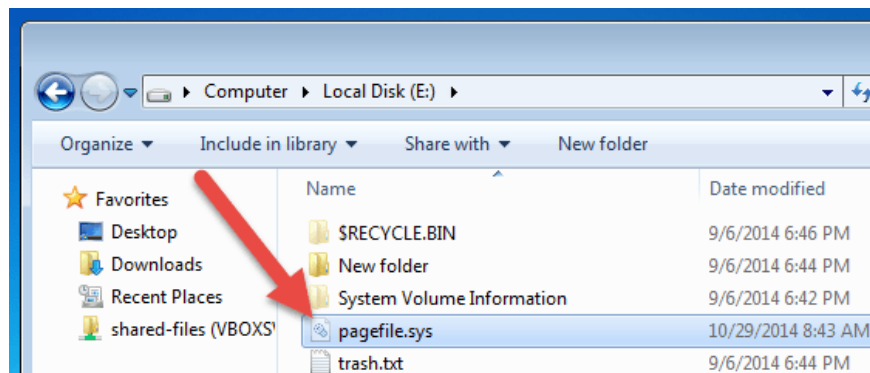 Computer Local Disk (E:)
Organize Include in library Share with New folder
Favorites
Desktop
Downloads
Recent Places
shared-files (VBOXS
Name Date modified
$RECYCLE.BIN 9/6/2014 6:46 PM
New folder 9/6/2014 6:44 PM
System Volume Information 9/6/2014 6:42 PM
pagefile.sys 10/29/2014 8:43 AM
trash.txt 9/6/2014 6:44 PM